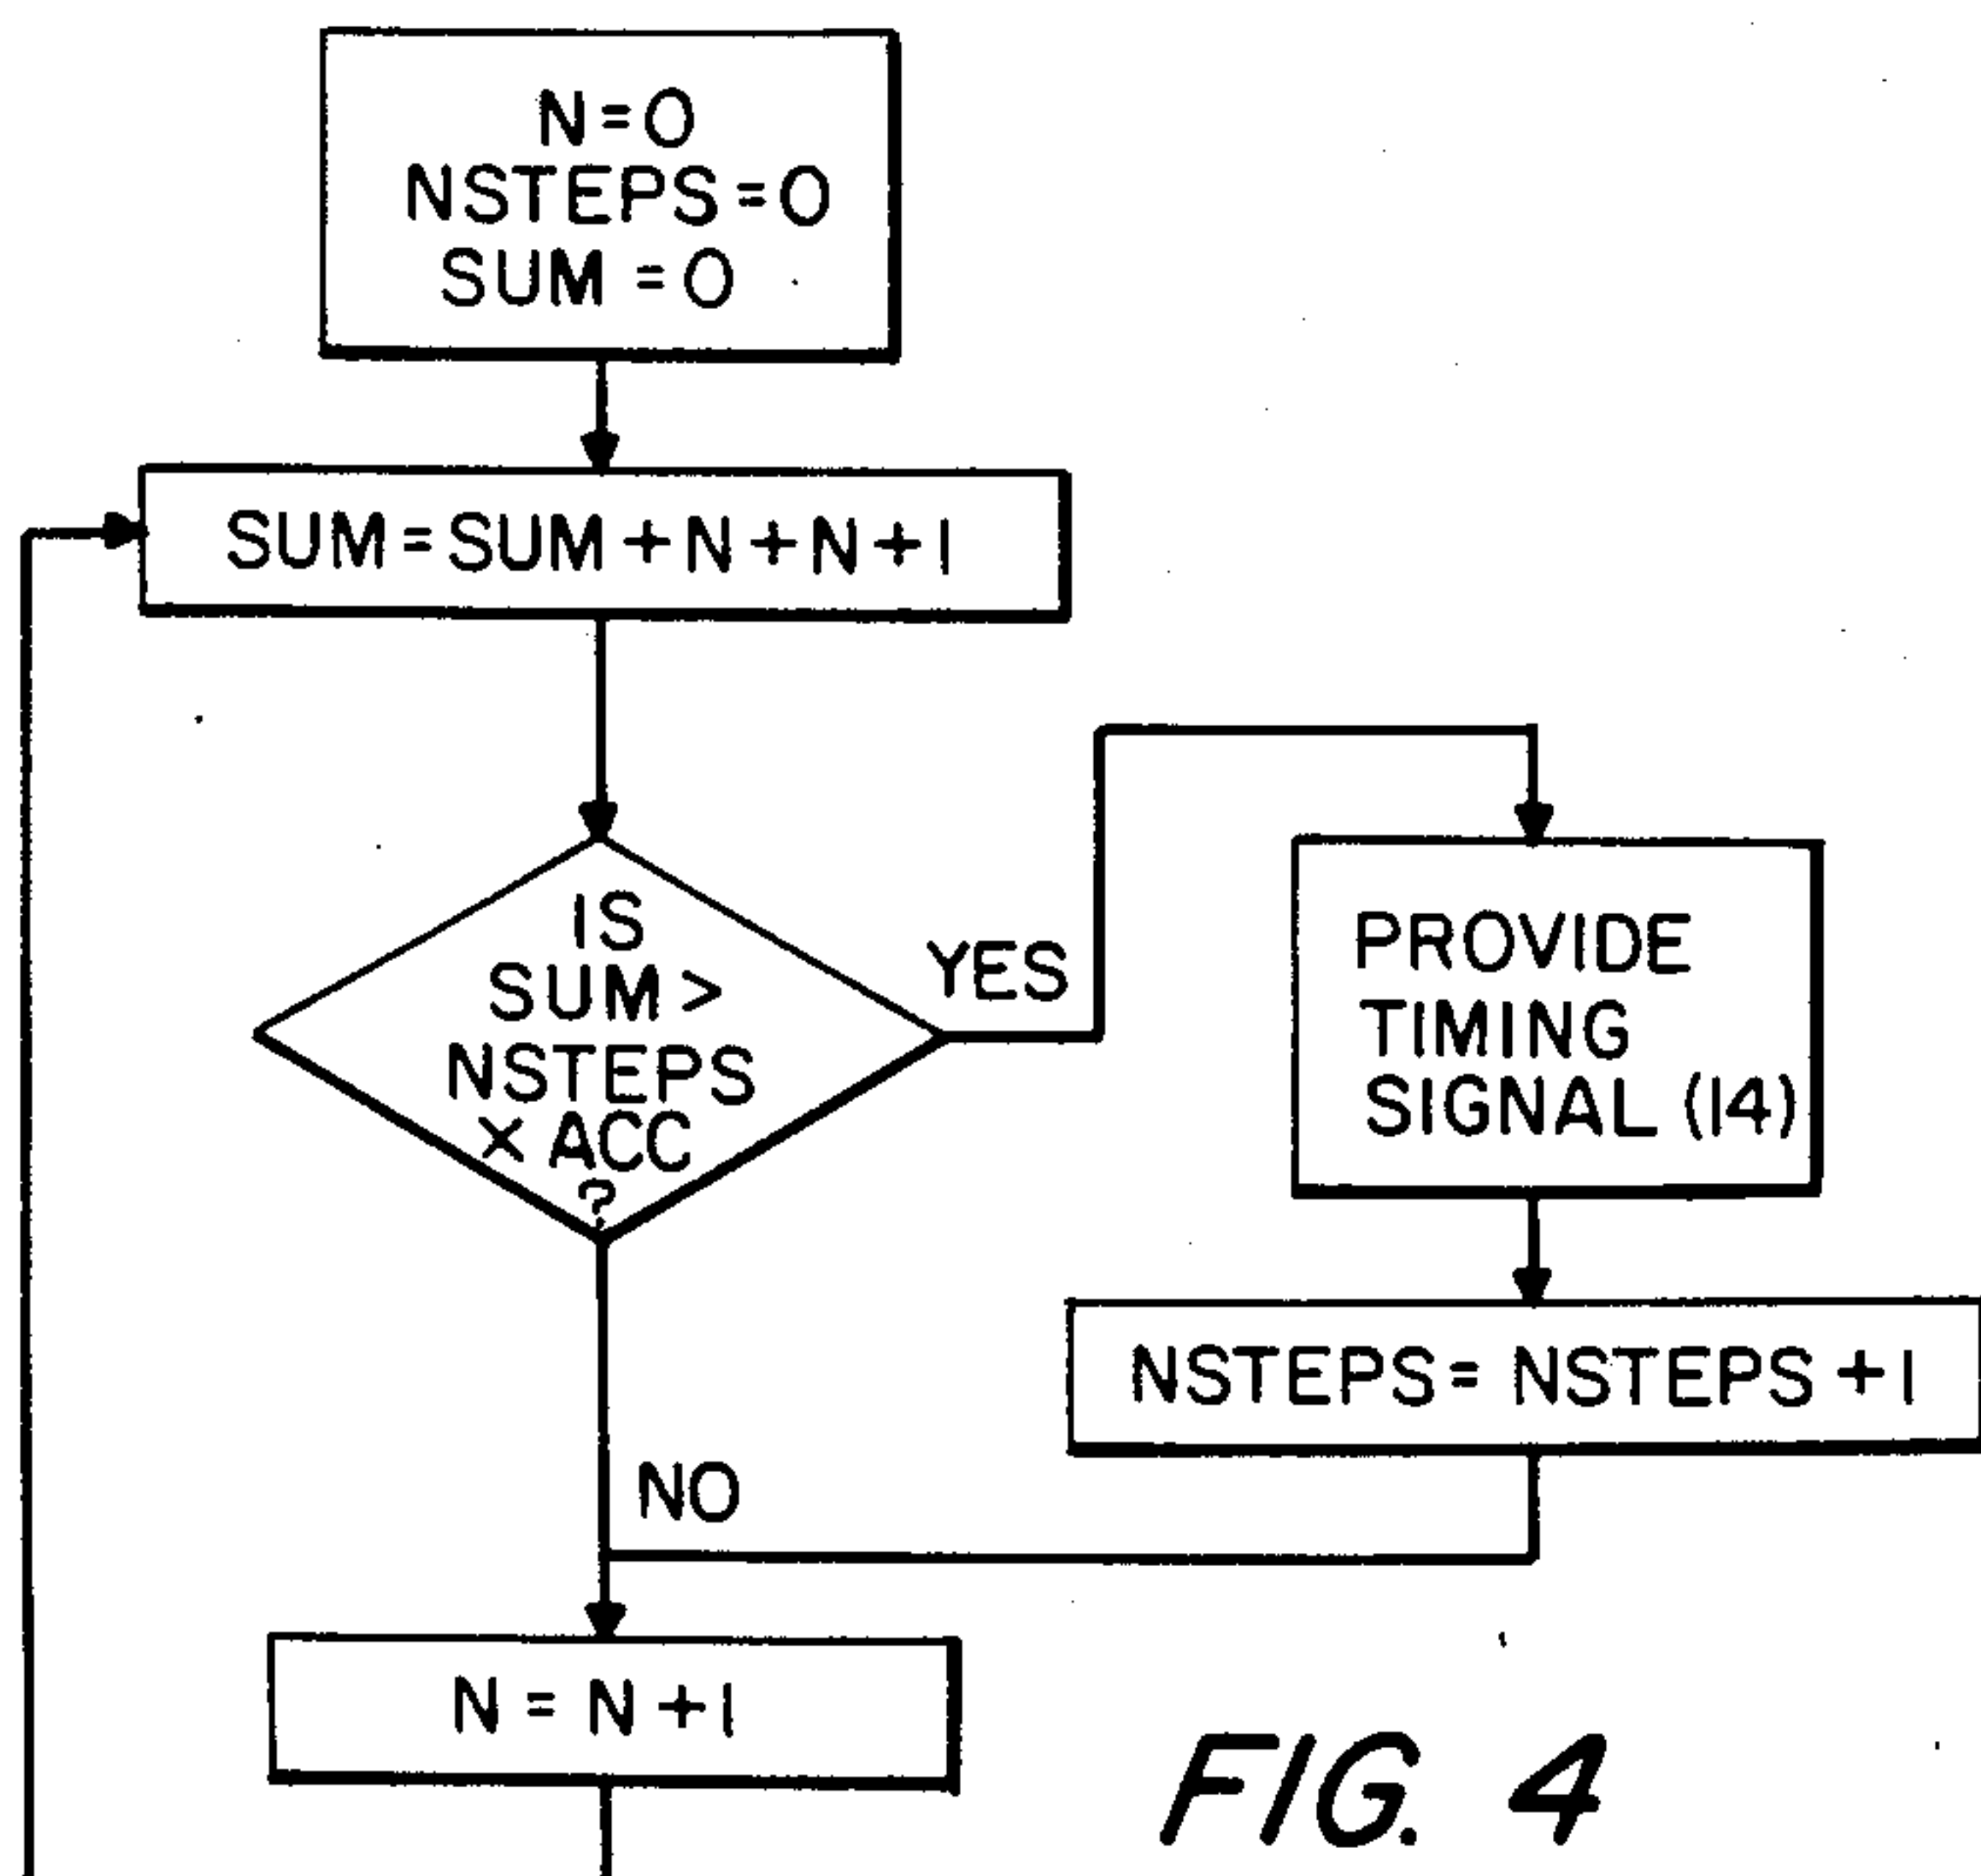 N=0
NSTEPS=0
SUM=0
SUM=SUM+N+N+1
IS
SUM>
NSTEPS
× ACC
?
YES
PROVIDE
TIMING
SIGNAL (14)
NSTEPS= NSTEPS +1
NO
N = N +1
FIG. 4